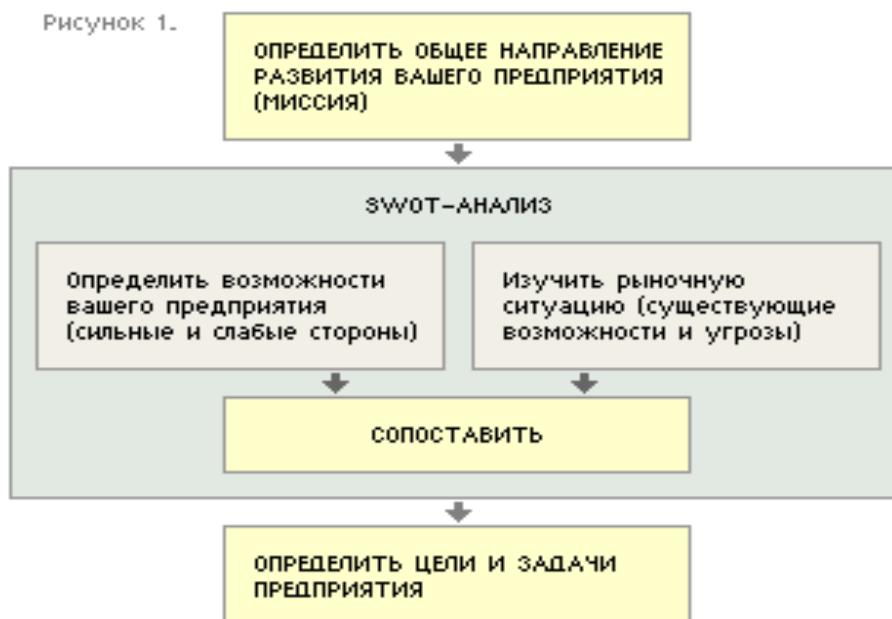 Рисунок 1.
ОПРЕДЕЛИТЬ ОБЩЕЕ НАПРАВЛЕНИЕ
РАЗВИТИЯ ВАШЕГО ПРЕДПРИЯТИЯ
(МИССИЯ)
SWOT-АНАЛИЗ
Определить возможности
вашего предприятия
(сильные и слабые стороны)
Изучить рыночную
ситуацию (существующие
возможности и угрозы)
СОПОСТАВИТЬ
ОПРЕДЕЛИТЬ ЦЕЛИ И ЗАДАЧИ
ПРЕДПРИЯТИЯ